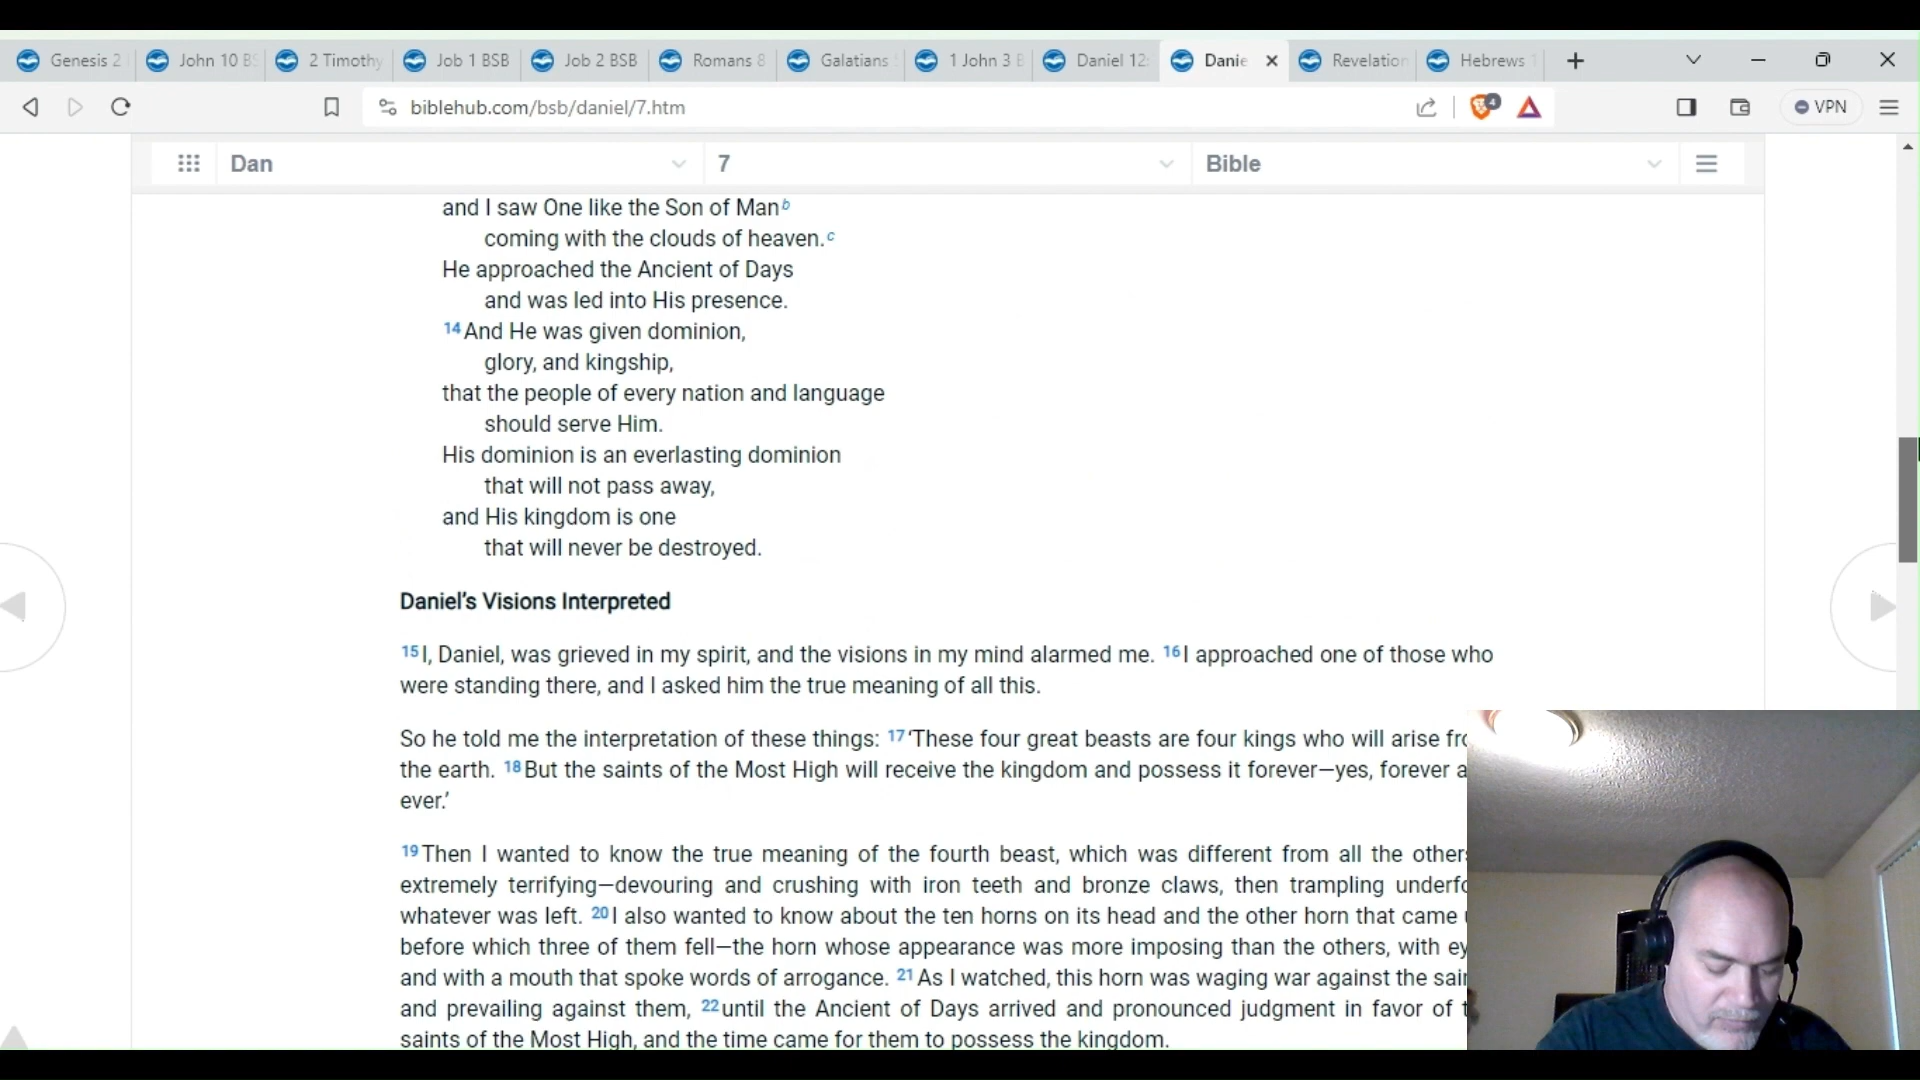 Genesis 2 John 10 BS 2 Timothy Job 1 BSB Job 2 BSB Romans 8 Galatians 1 John 3 B Daniel 12: Danie Revelation Hebrews 1
biblehub.com/bsb/daniel/7.htm 4 VPN
Dan 7 Bible
and I saw One like the Son of Man b
coming with the clouds of heaven. c
He approached the Ancient of Days
and was led into His presence.
14 And He was given dominion,
glory, and kingship,
that the people of every nation and language
should serve Him.
His dominion is an everlasting dominion
that will not pass away,
and His kingdom is one
that will never be destroyed.
Daniel’s Visions Interpreted
15 I, Daniel, was grieved in my spirit, and the visions in my mind alarmed me. 16 I approached one of those who
were standing there, and I asked him the true meaning of all this.
So he told me the interpretation of these things: 17 ‘These four great beasts are four kings who will arise fro
the earth. 18 But the saints of the Most High will receive the kingdom and possess it forever—yes, forever a
ever.’
19 Then I wanted to know the true meaning of the fourth beast, which was different from all the others
extremely terrifying—devouring and crushing with iron teeth and bronze claws, then trampling underfo
whatever was left. 20 I also wanted to know about the ten horns on its head and the other horn that came
before which three of them fell—the horn whose appearance was more imposing than the others, with ey
and with a mouth that spoke words of arrogance. 21 As I watched, this horn was waging war against the sain
and prevailing against them, 22 until the Ancient of Days arrived and pronounced judgment in favor of t
saints of the Most High, and the time came for them to possess the kingdom.